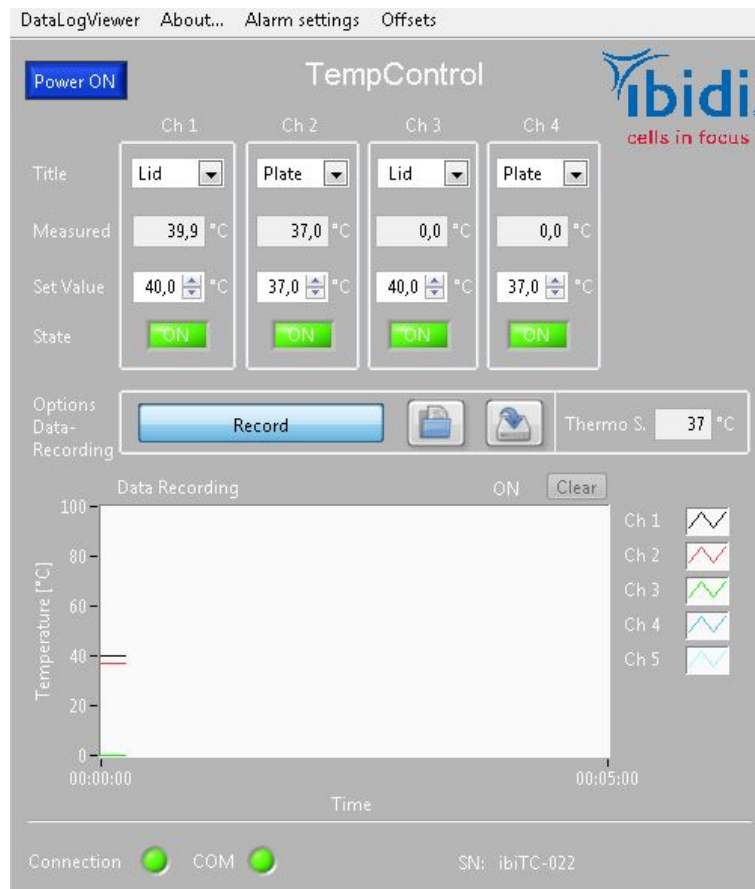 DataLogViewer About... Alarm settings Offsets
Power ON TempControl
ibidi
cells in focus
Ch 1 Ch 2 Ch 3 Ch 4
Title Lid Plate Lid Plate
Measured 39,9 °C 37,0 °C 0,0 °C 0,0 °C
Set Value 40,0 °C 37,0 °C 40,0 °C 37,0 °C
State ON ON ON ON
Options
Data-
Recording
Record Thermo S. 37 °C
Data Recording ON Clear
Temperature [°C]
100
80
60
40
20
0
00:00:00 00:05:00
Time
Ch 1
Ch 2
Ch 3
Ch 4
Ch 5
Connection COM SN: ibiTC-022